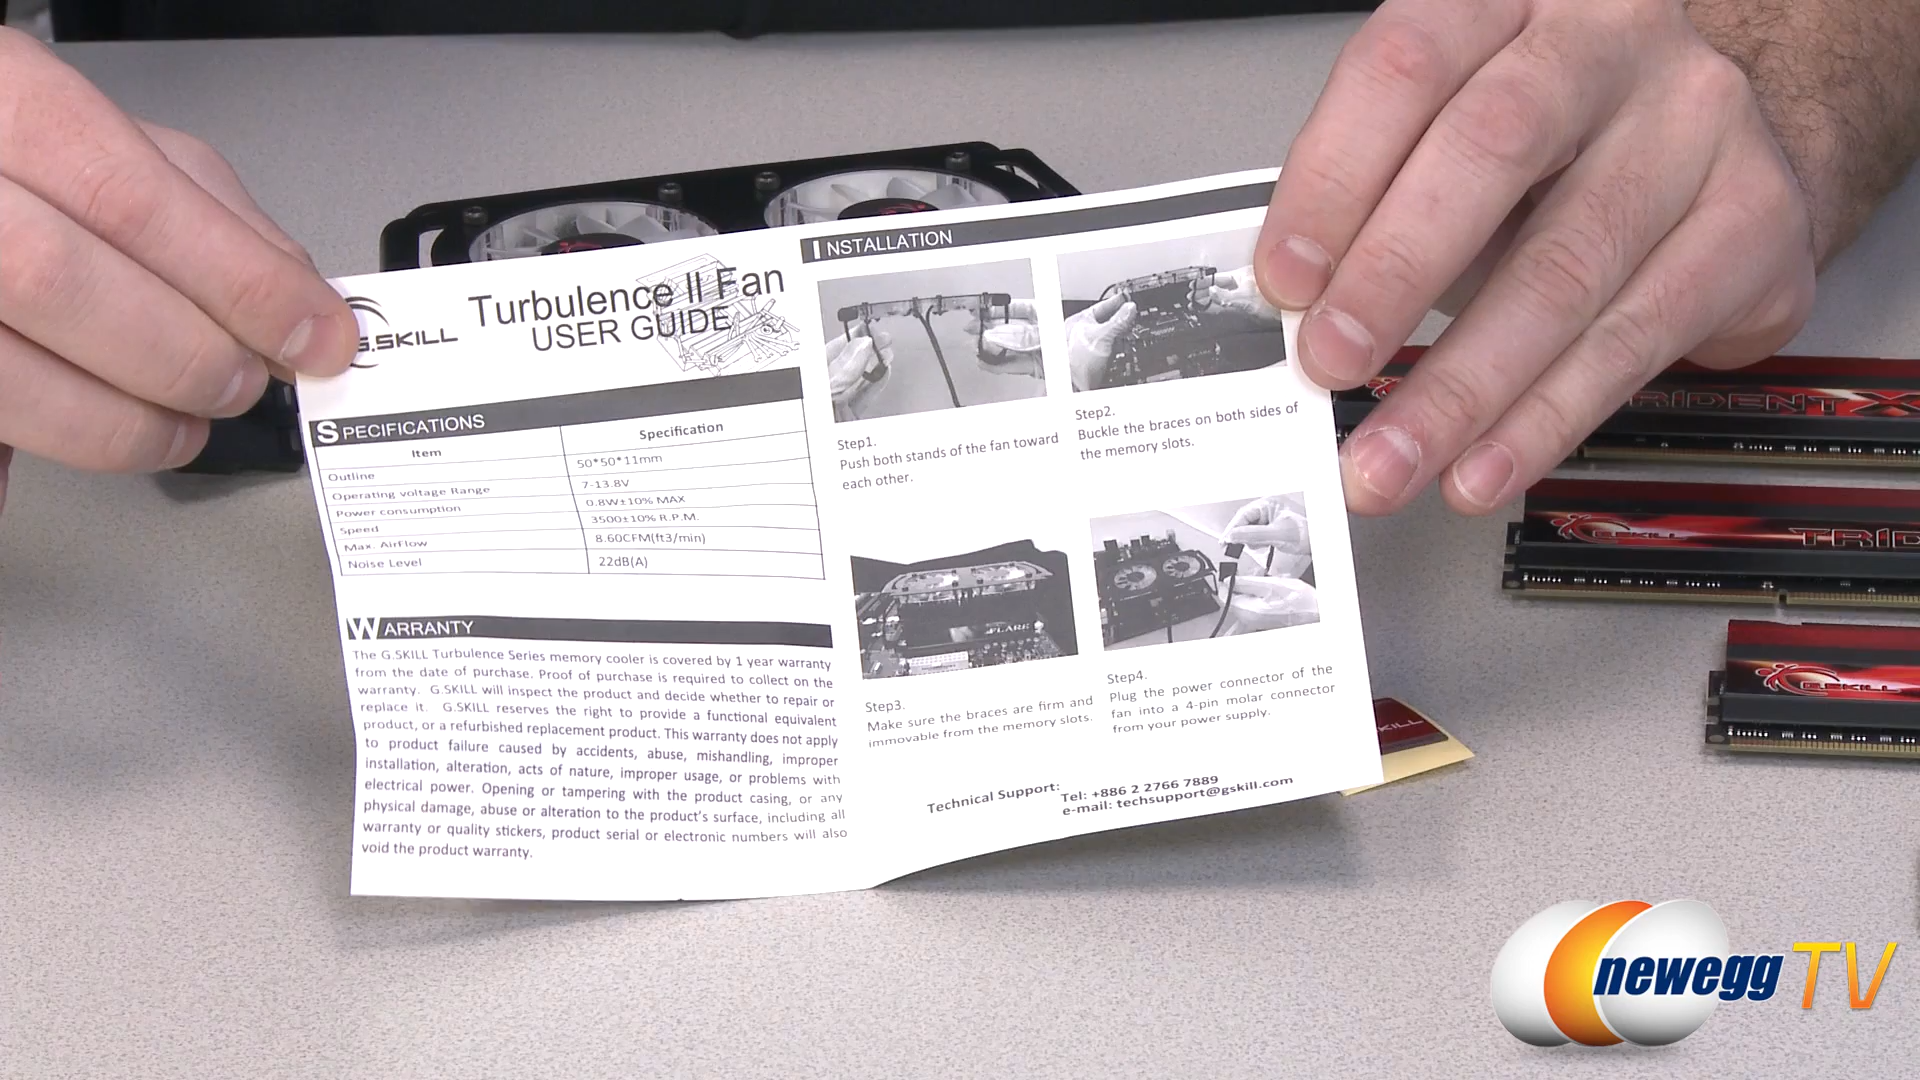 G.SKILL
Turbulence II Fan
USER GUIDE
SPECIFICATIONS
Item Specification
Outline 50*50*11mm
Operating voltage Range 7-13.8V
Power consumption 0.8W±10% MAX
Speed 3500±10% R.P.M.
Max. Airflow 8.60CFM(ft3/min)
Noise Level 22dB(A)
WARRANTY
The G.SKILL Turbulence Series memory cooler is covered by 1 year warranty
from the date of purchase. Proof of purchase is required to collect on the
warranty. G.SKILL will inspect the product and decide whether to repair or
replace it. G.SKILL reserves the right to provide a functional equivalent
product, or a refurbished replacement product. This warranty does not apply
to product failure caused by accidents, abuse, mishandling, improper
installation, alteration, acts of nature, improper usage, or problems with
electrical power. Opening or tampering with the product casing, or any
physical damage, abuse or alteration to the product's surface, including all
warranty or quality stickers, product serial or electronic numbers will also
void the product warranty.
INSTALLATION
Step1.
Push both stands of the fan toward
each other.
Step2.
Buckle the braces on both sides of
the memory slots.
FLARE
Step3.
Make sure the braces are firm and
immovable from the memory slots.
Step4.
Plug the power connector of the
fan into a 4-pin molar connector
from your power supply.
Technical Support:
Tel: +886 2 2766 7889
e-mail: techsupport@gskill.com
TRIDENT X
G.SKILL TRID
G.SKILL
KILL
newegg TV